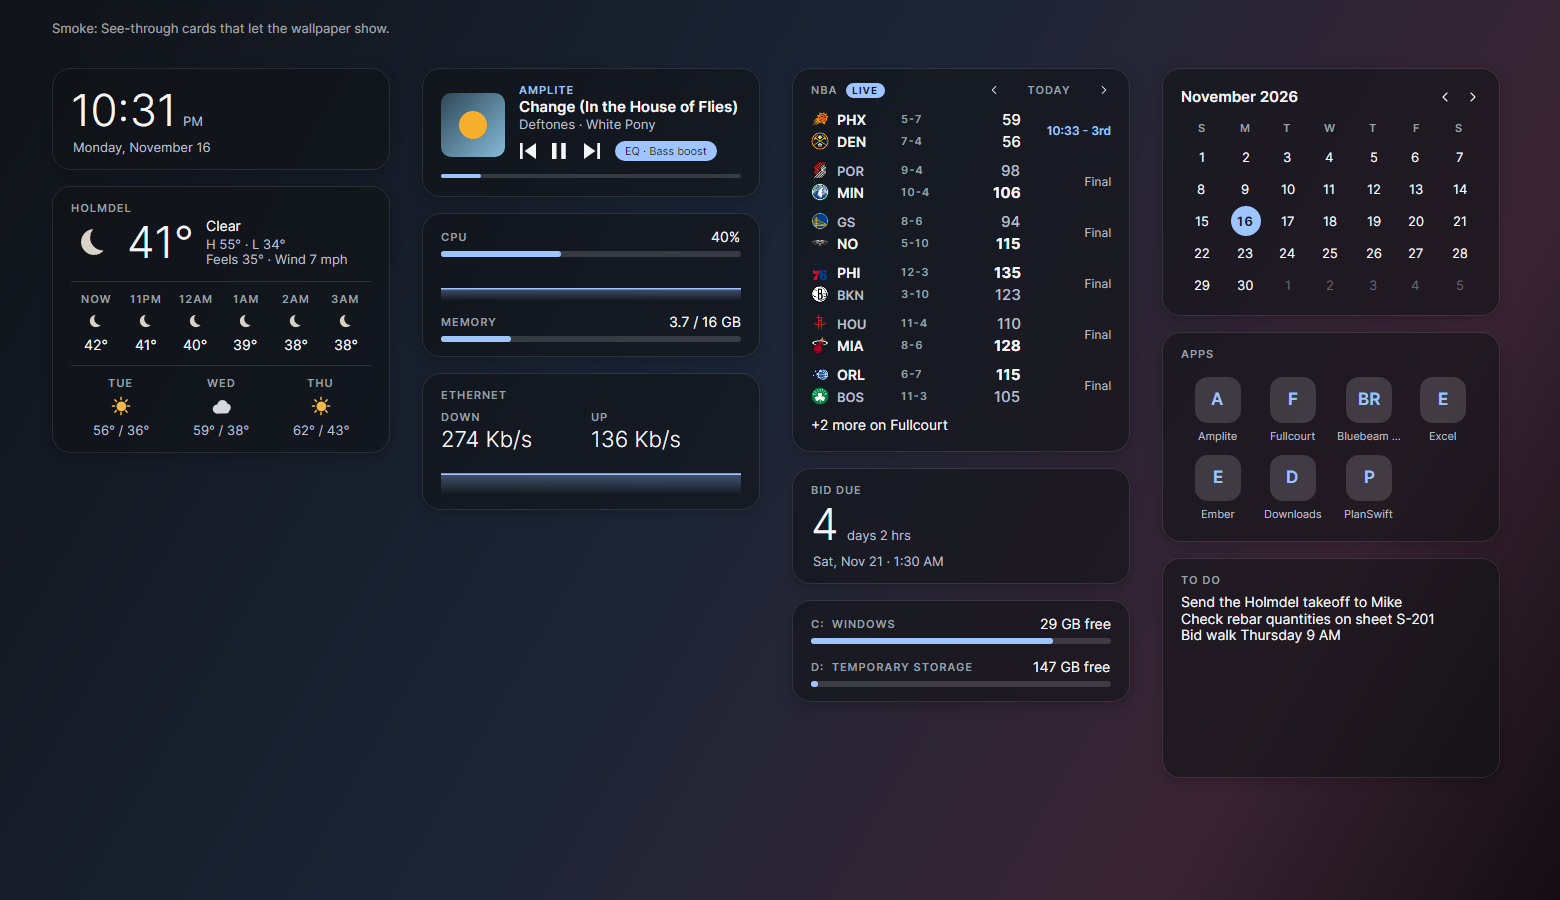 Smoke: See-through cards that let the wallpaper show.
10:31 PM
Monday, November 16
HOLMDEL
41°
Clear
H 55° · L 34°
Feels 35° · Wind 7 mph
NOW 11PM 12AM 1AM 2AM 3AM
42° 41° 40° 39° 38° 38°
TUE WED THU
56° / 36° 59° / 38° 62° / 43°
AMPLITE
Change (In the House of Flies)
Deftones · White Pony
EQ · Bass boost
CPU 40%
MEMORY 3.7 / 16 GB
ETHERNET
DOWN UP
274 Kb/s 136 Kb/s
NBA LIVE TODAY
PHX 5-7 59
10:33 - 3rd
DEN 7-4 56
POR 9-4 98
Final
MIN 10-4 106
GS 8-6 94
Final
NO 5-10 115
PHI 12-3 135
Final
BKN 3-10 123
HOU 11-4 110
Final
MIA 8-6 128
ORL 6-7 115
Final
BOS 11-3 105
+2 more on Fullcourt
BID DUE
4 days 2 hrs
Sat, Nov 21 · 1:30 AM
C: WINDOWS 29 GB free
D: TEMPORARY STORAGE 147 GB free
November 2026
S M T W T F S
1 2 3 4 5 6 7
8 9 10 11 12 13 14
15 16 17 18 19 20 21
22 23 24 25 26 27 28
29 30 1 2 3 4 5
APPS
A F BR E
Amplite Fullcourt Bluebeam ... Excel
E D P
Ember Downloads PlanSwift
TO DO
Send the Holmdel takeoff to Mike
Check rebar quantities on sheet S-201
Bid walk Thursday 9 AM